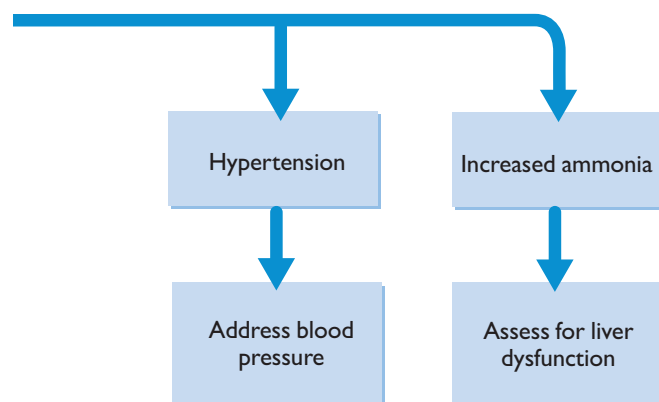 Hypertension
Increased ammonia
Address blood
pressure
Assess for liver
dysfunction